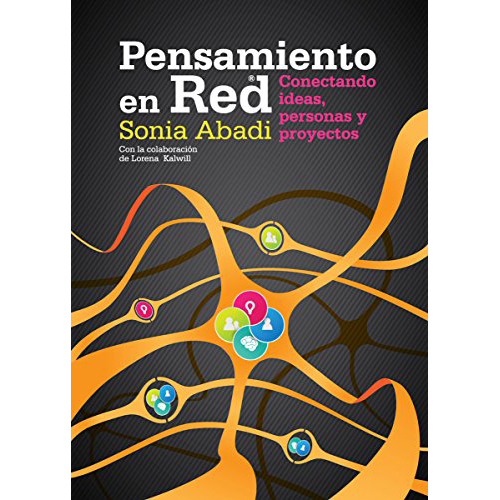 Pensamiento
en Red®
Conectando
ideas,
personas y
proyectos
Sonia Abadi
Con la colaboración
de Lorena Kalwill